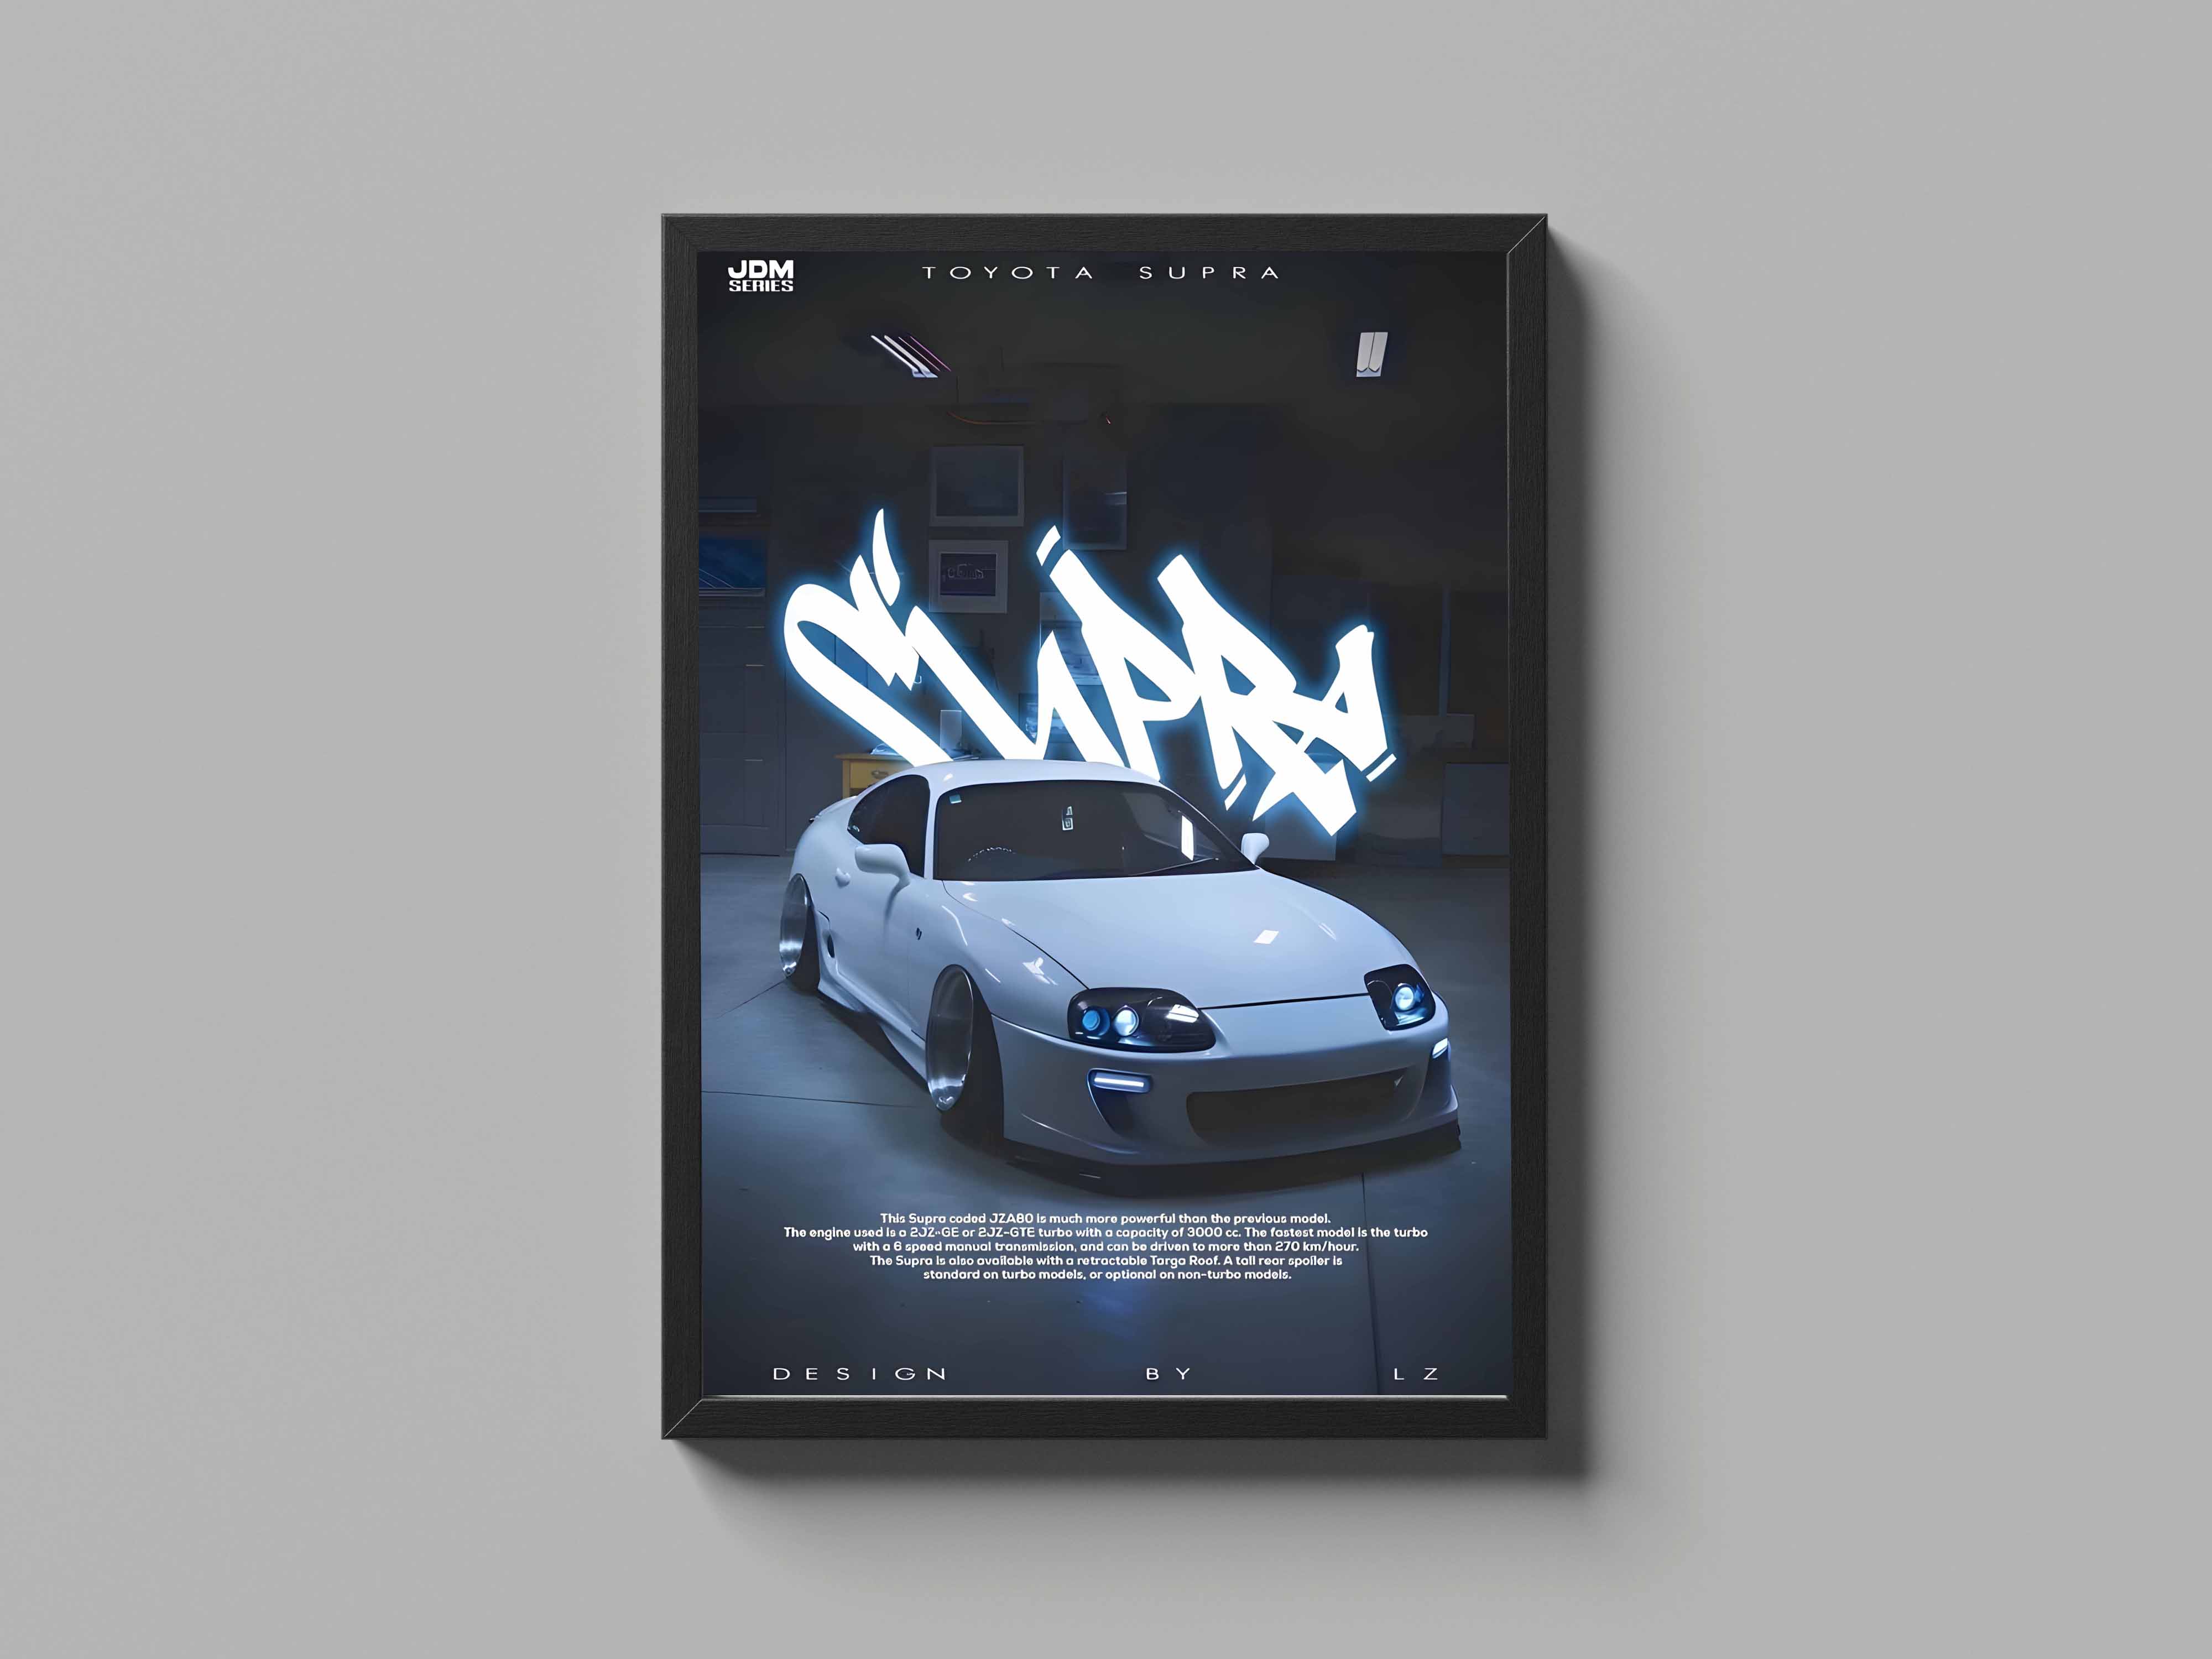 JDM
SERIES
TOYOTA SUPRA
SUPRA
This Supra coded JZA80 is much more powerful than the previous model.
The engine used is a 2JZ-GE or 2JZ-GTE turbo with a capacity of 3000 cc. The fastest model is the turbo
with a 6 speed manual transmission, and can be driven to more than 270 km/hour.
The Supra is also available with a retractable Targa Roof. A tall rear spoiler is
standard on turbo models, or optional on non-turbo models.
DESIGN BY LZ